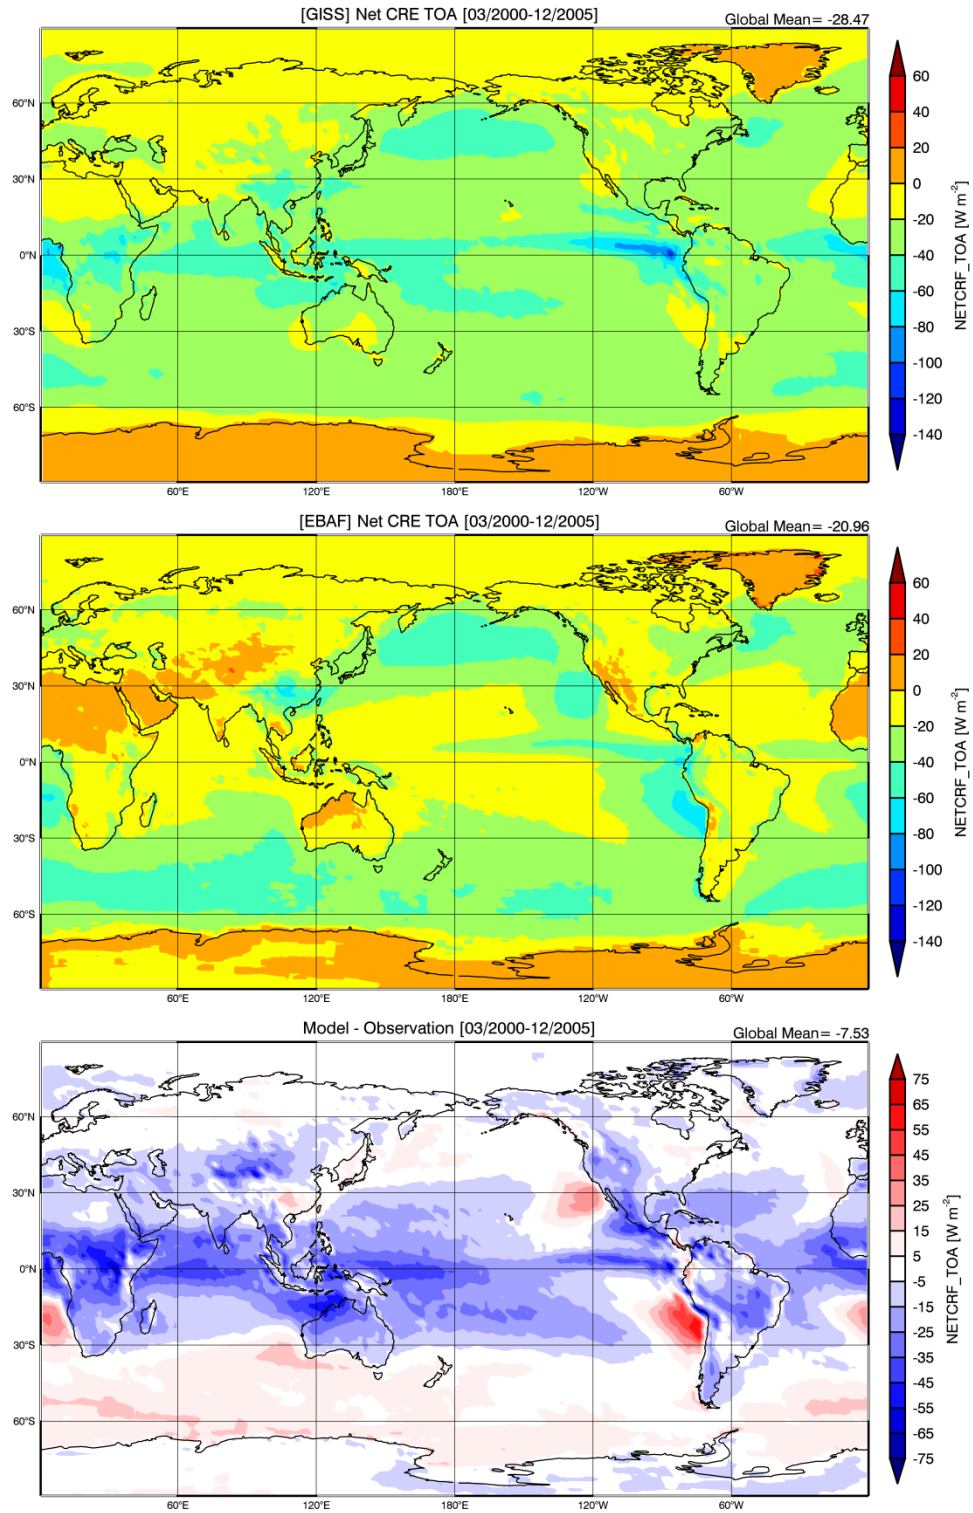 [GISS] Net CRE TOA [03/2000-12/2005]
Global Mean= -28.47
60
40
20
0
-20
-40
-60
-80
-100
-120
-140
NETCRF_TOA [W m-2]
60°N
30°N
0°N
30°S
60°S
60°E
120°E
180°E
120°W
60°W
[EBAF] Net CRE TOA [03/2000-12/2005]
Global Mean= -20.96
60
40
20
0
-20
-40
-60
-80
-100
-120
-140
NETCRF_TOA [W m-2]
60°N
30°N
0°N
30°S
60°S
60°E
120°E
180°E
120°W
60°W
Model - Observation [03/2000-12/2005]
Global Mean= -7.53
75
65
55
45
35
25
15
5
-5
-15
-25
-35
-45
-55
-65
-75
NETCRF_TOA [W m-2]
60°N
30°N
0°N
30°S
60°S
60°E
120°E
180°E
120°W
60°W